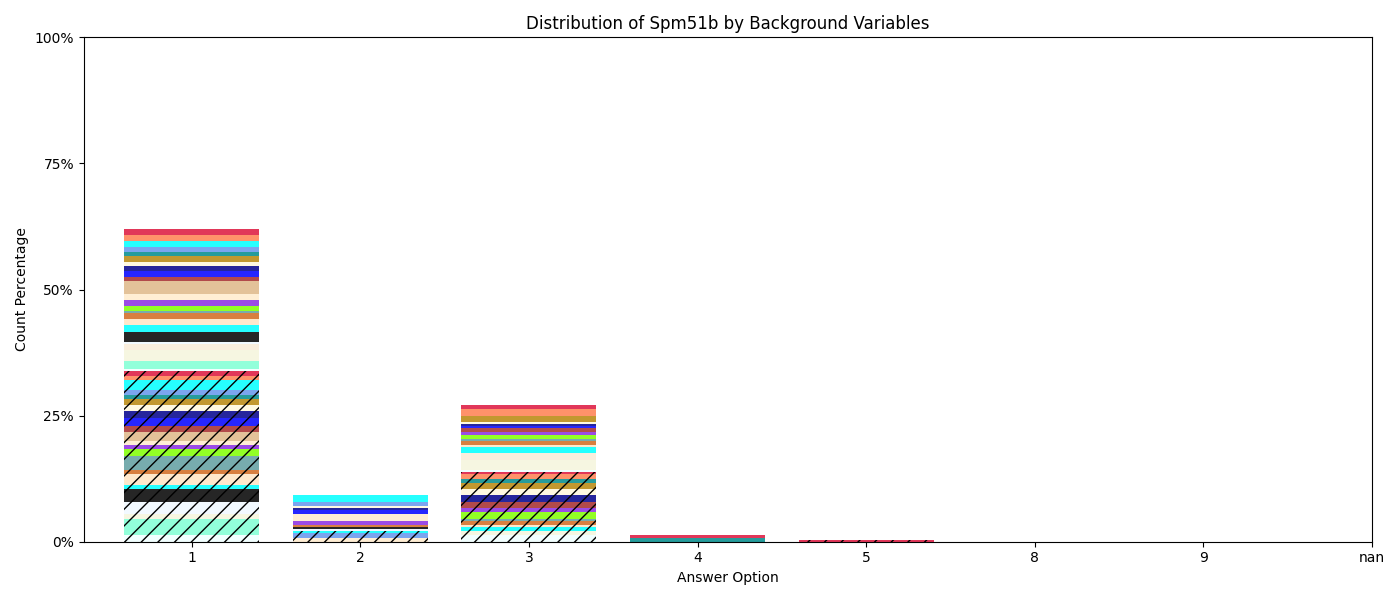 Distribution of Spm51b by Background Variables
100%
75%
50%
25%
0%
Count Percentage
1 2 3 4 5 8 9 nan
Answer Option